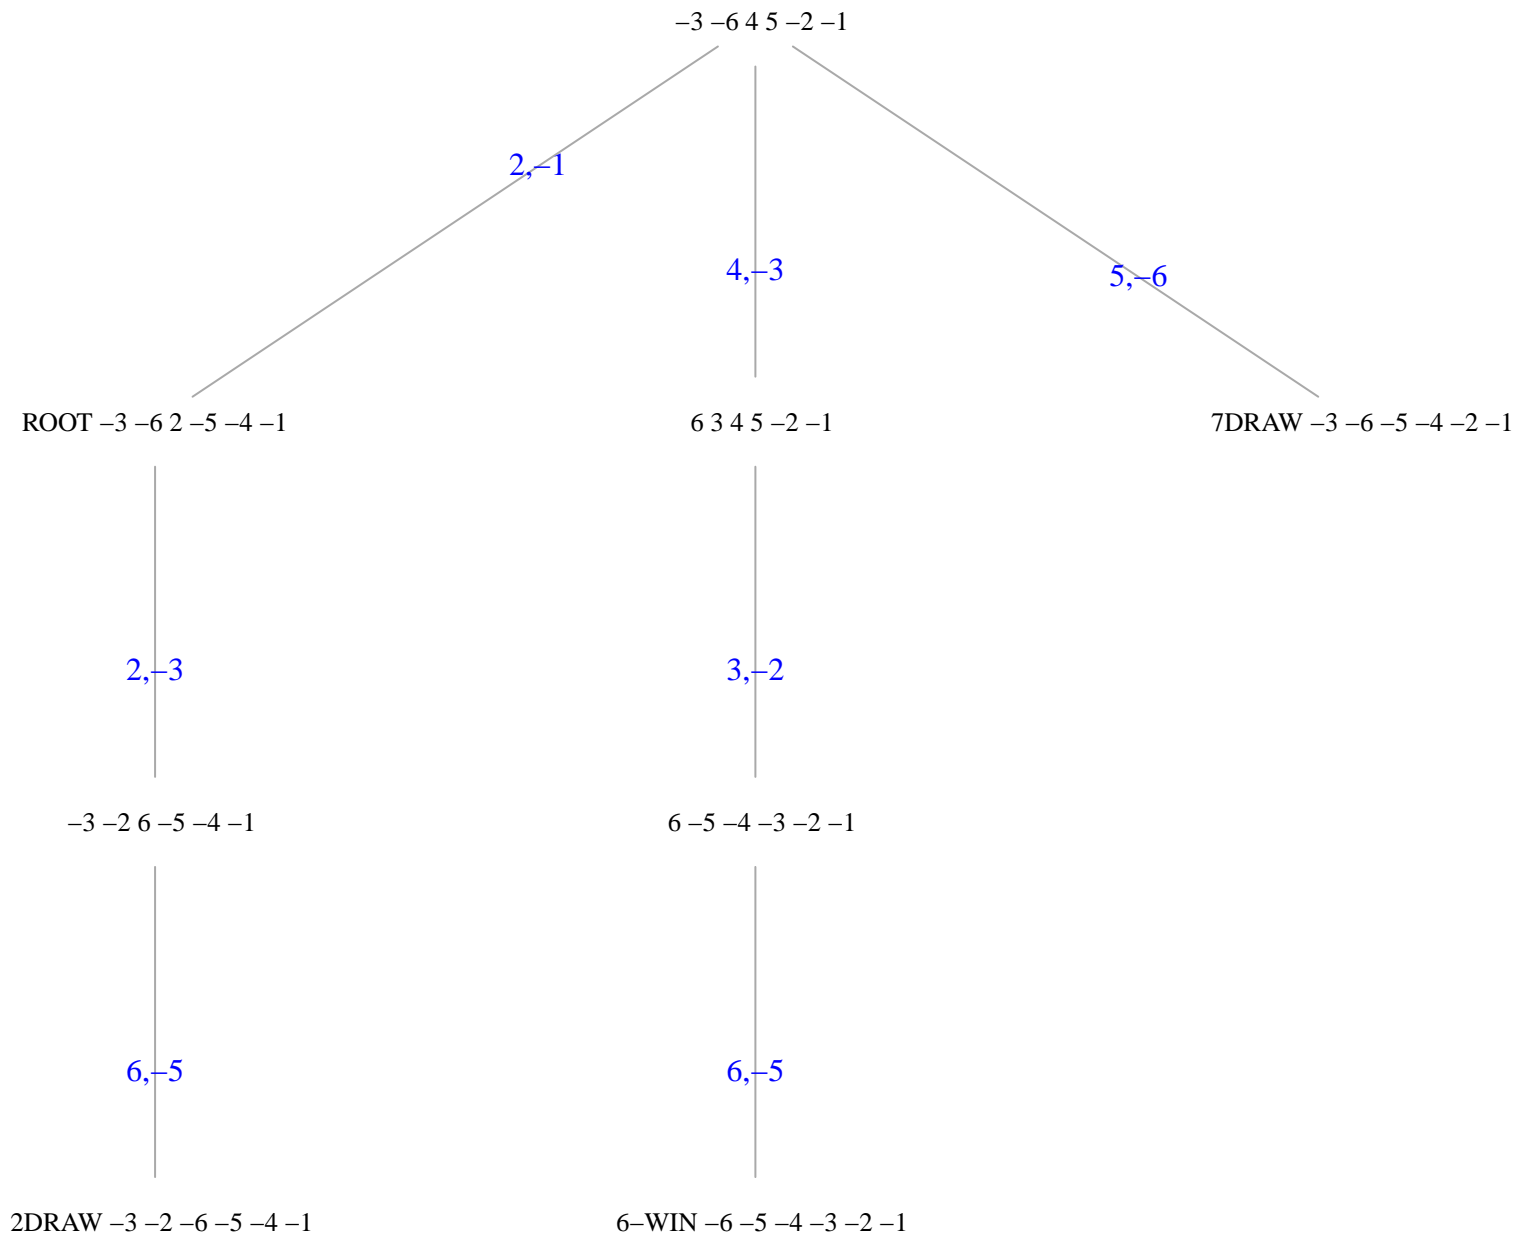 –3 –6 4 5 –2 –1
2,–1
4,–3
5,–6
ROOT –3 –6 2 –5 –4 –1
6 3 4 5 –2 –1
7DRAW –3 –6 –5 –4 –2 –1
2,–3
3,–2
–3 –2 6 –5 –4 –1
6 –5 –4 –3 –2 –1
6,–5
6,–5
2DRAW –3 –2 –6 –5 –4 –1
6–WIN –6 –5 –4 –3 –2 –1